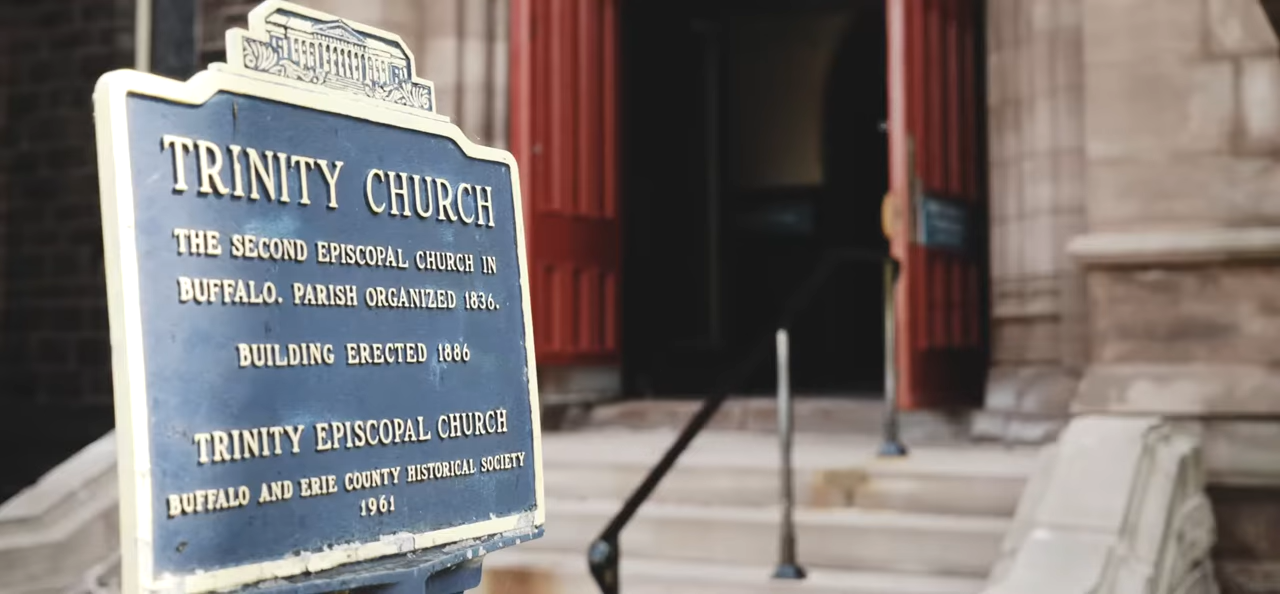 TRINITY CHURCH
THE SECOND EPISCOPAL CHURCH IN
BUFFALO. PARISH ORGANIZED 1836.
BUILDING ERECTED 1886
TRINITY EPISCOPAL CHURCH
BUFFALO AND ERIE COUNTY HISTORICAL SOCIETY
1961